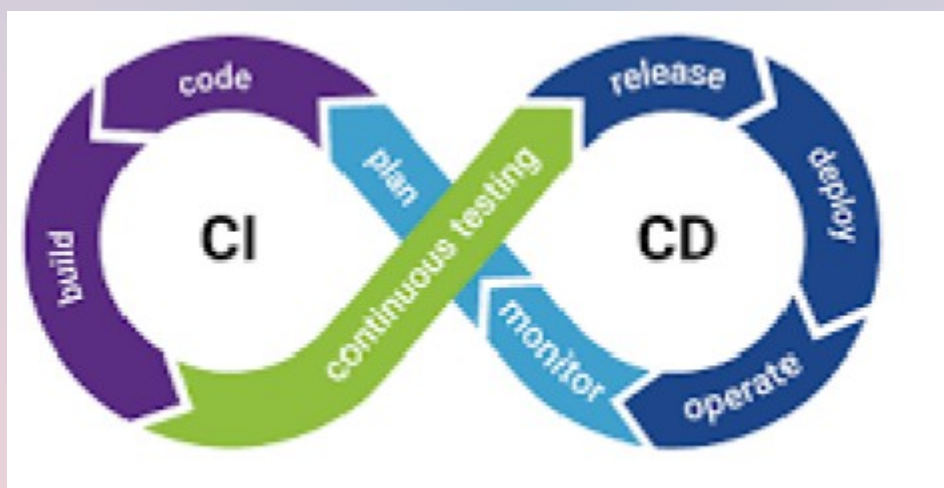 code
release
plan
deploy
CI
CD
build
continuous testing
monitor
operate